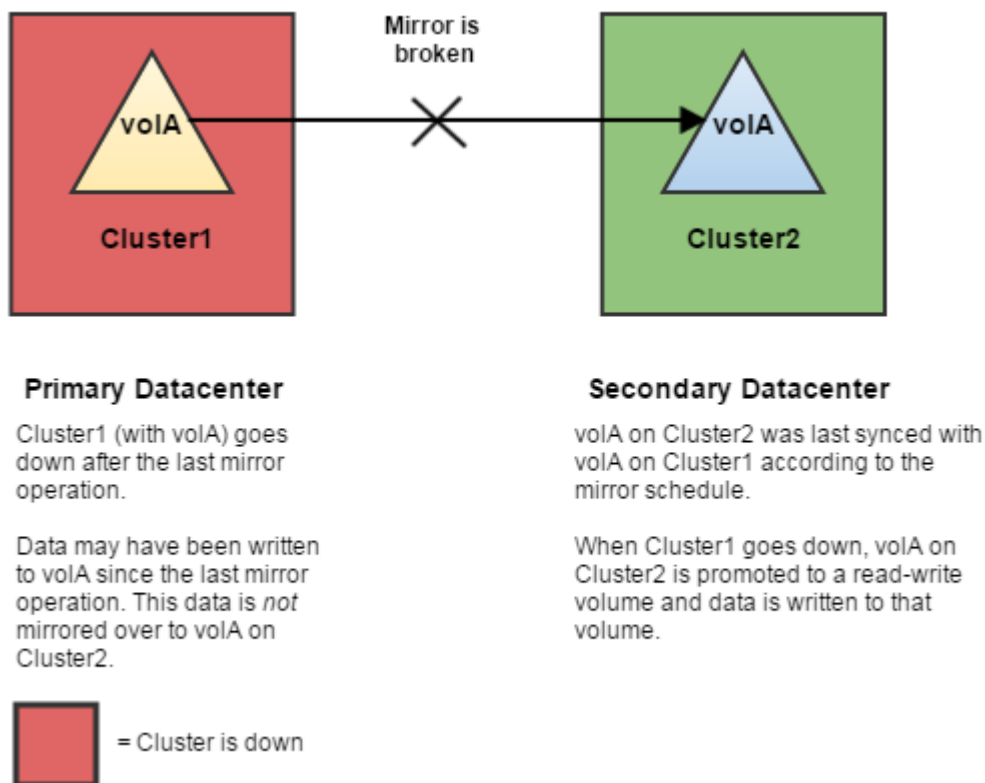 Mirror is
broken
volA
volA
Cluster1
Cluster2
Primary Datacenter
Cluster1 (with volA) goes
down after the last mirror
operation.
Data may have been written
to volA since the last mirror
operation. This data is not
mirrored over to volA on
Cluster2.
Secondary Datacenter
volA on Cluster2 was last synced with
volA on Cluster1 according to the
mirror schedule.
When Cluster1 goes down, volA on
Cluster2 is promoted to a read-write
volume and data is written to that
volume.
= Cluster is down